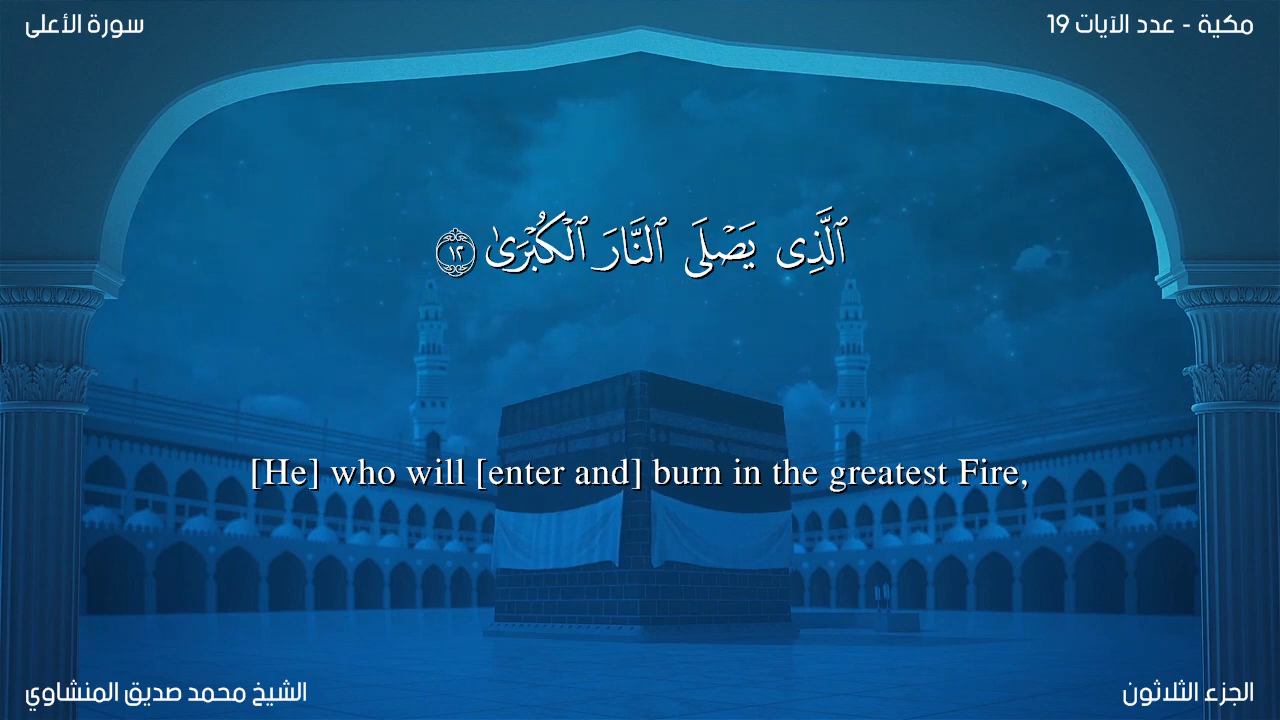 سورة الأعلى
مكية - عدد الآيات 19
ٱلَّذِى يَصْلَى ٱلنَّارَ ٱلْكُبْرَىٰ ١٢
[He] who will [enter and] burn in the greatest Fire,
الشيخ محمد صديق المنشاوي
الجزء الثلاثون